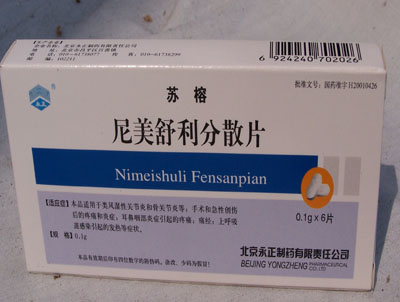 6 924240 702026
批准文号:国药准字H20010426
苏榕
尼美舒利分散片
Nimeishuli Fensanpian
0.1g×6片
【适应症】本品适用于类风湿性关节炎和骨关节炎等,手术和急性创伤
后的疼痛和炎症,耳鼻咽部炎症引起的疼痛,痛经,上呼吸
道感染引起的发热等症状。
【规格】0.1g
北京永正制药有限责任公司
BEIJING YONGZHENG PHARMACEUTICAL CO.LTD